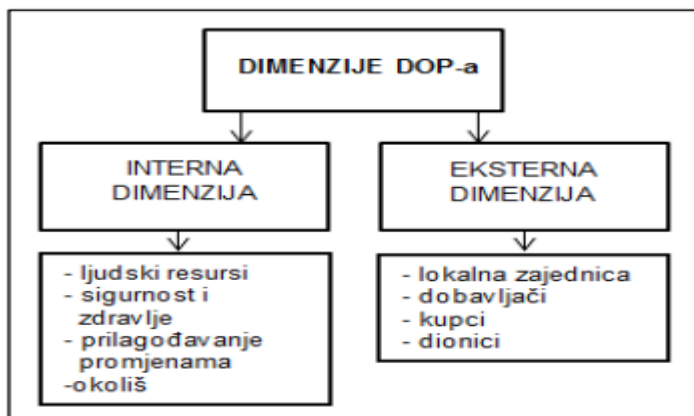 DIMENZIJE DOP-a
INTERNA
DIMENZIJA
EKSTERNA
DIMENZIJA
- ljudski resursi
- sigurnost i
zdravlje
- prilagođavanje
promjenama
-okoliš
- lokalna zajednica
- dobavljači
- kupci
- dionici